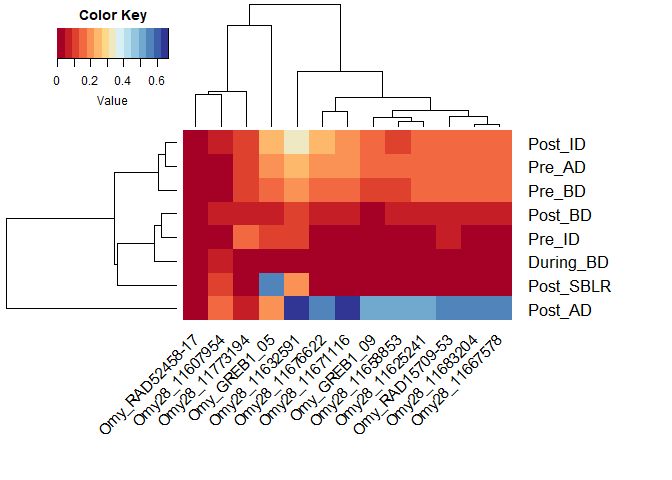 Color Key
0 0.2 0.4 0.6
Value
Post_ID
Pre_AD
Pre_BD
Post_BD
Pre_ID
During_BD
Post_SBLR
Post_AD
Omy_RAD52458-17
Omy28_11607954
Omy28_11773194
Omy_GREB1_05
Omy28_11632591
Omy28_11676622
Omy28_11671116
Omy_GREB1_09
Omy28_11658853
Omy28_11625241
Omy_RAD15709-53
Omy28_11683204
Omy28_11667578